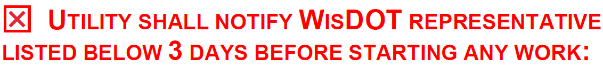 ☒ UTILITY SHALL NOTIFY WISDOT REPRESENTATIVE
LISTED BELOW 3 DAYS BEFORE STARTING ANY WORK: